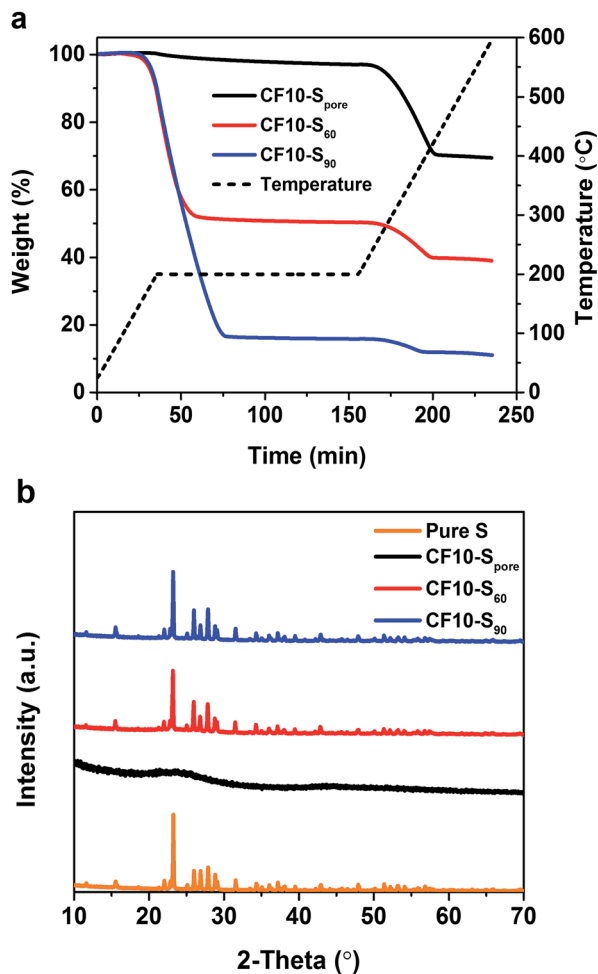 a
100
80
60
40
20
0
Weight (%)
600
500
400
300
200
100
0
Temperature (°C)
CF10-Spore
CF10-S60
CF10-S90
Temperature
0 50 100 150 200 250
Time (min)
b
Pure S
CF10-Spore
CF10-S60
CF10-S90
Intensity (a.u.)
10 20 30 40 50 60 70
2-Theta (°)